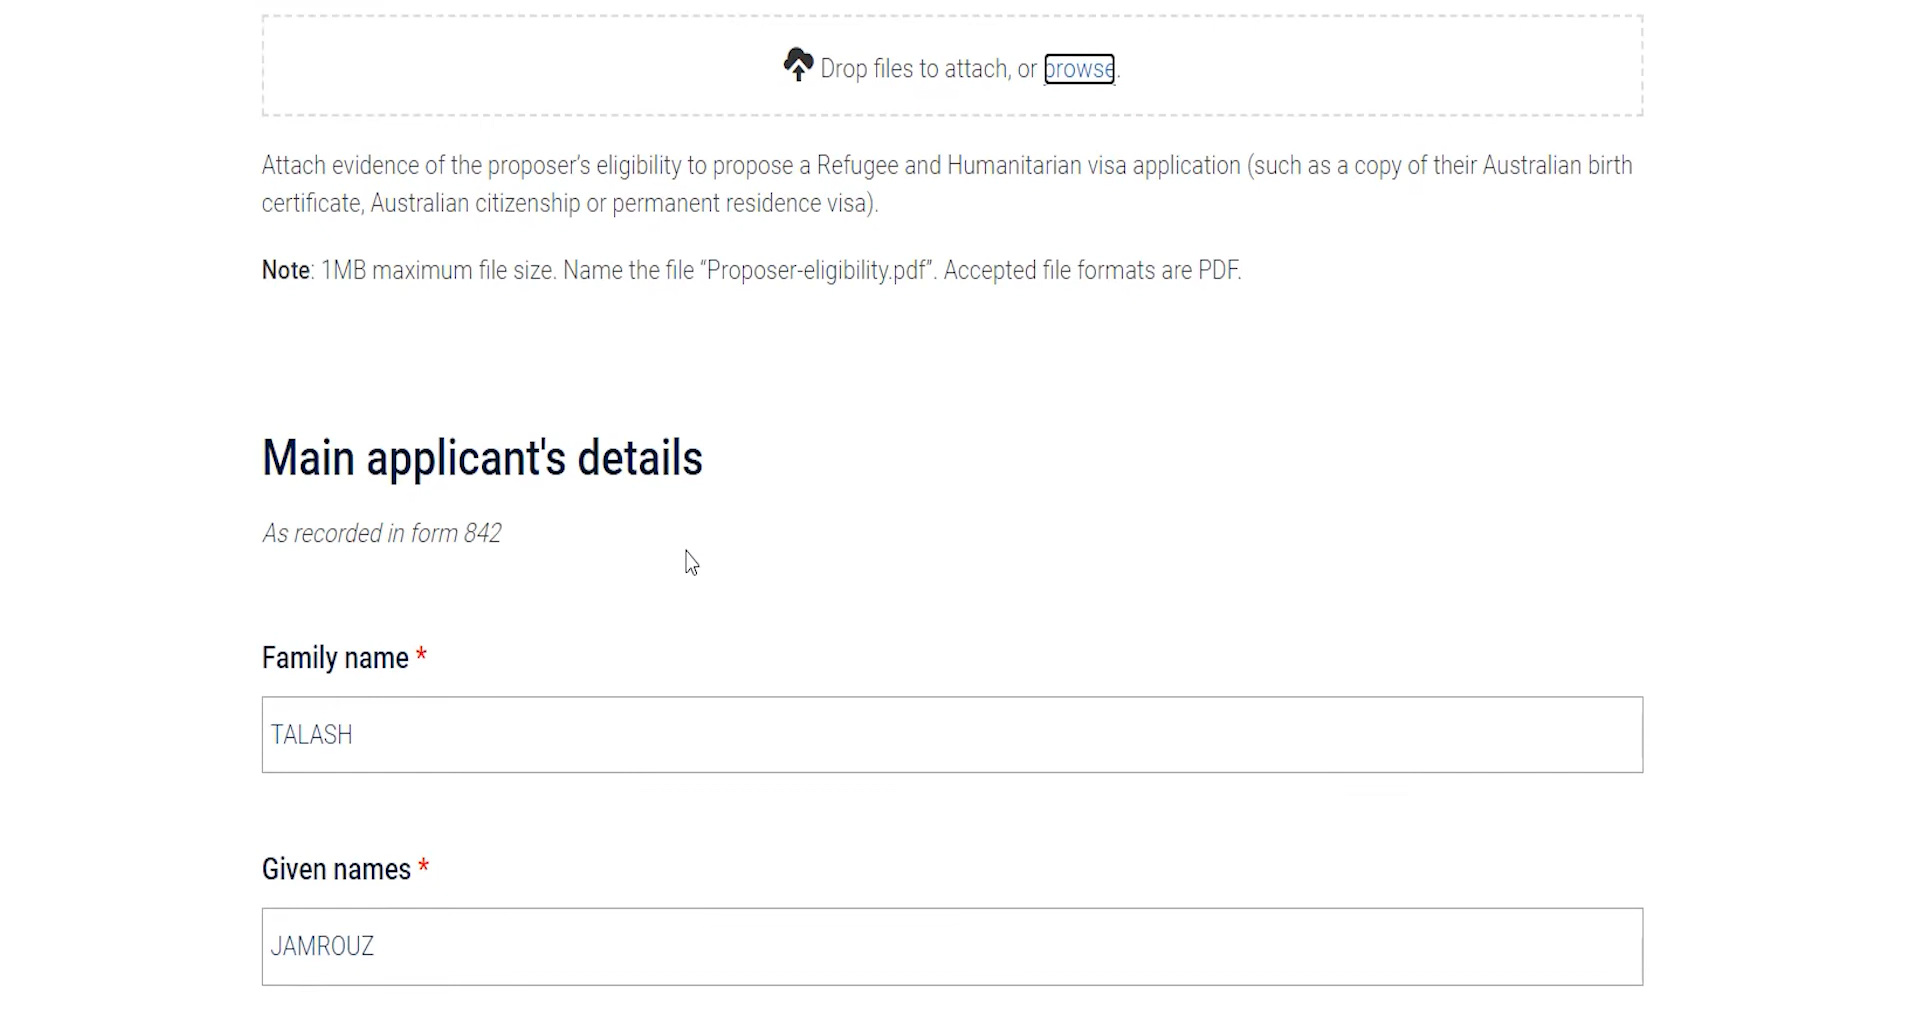 Drop files to attach, or browse.
Attach evidence of the proposer’s eligibility to propose a Refugee and Humanitarian visa application (such as a copy of their Australian birth
certificate, Australian citizenship or permanent residence visa).
Note: 1MB maximum file size. Name the file “Proposer-eligibility.pdf”. Accepted file formats are PDF.
Main applicant's details
As recorded in form 842
Family name *
TALASH
Given names *
JAMROUZ